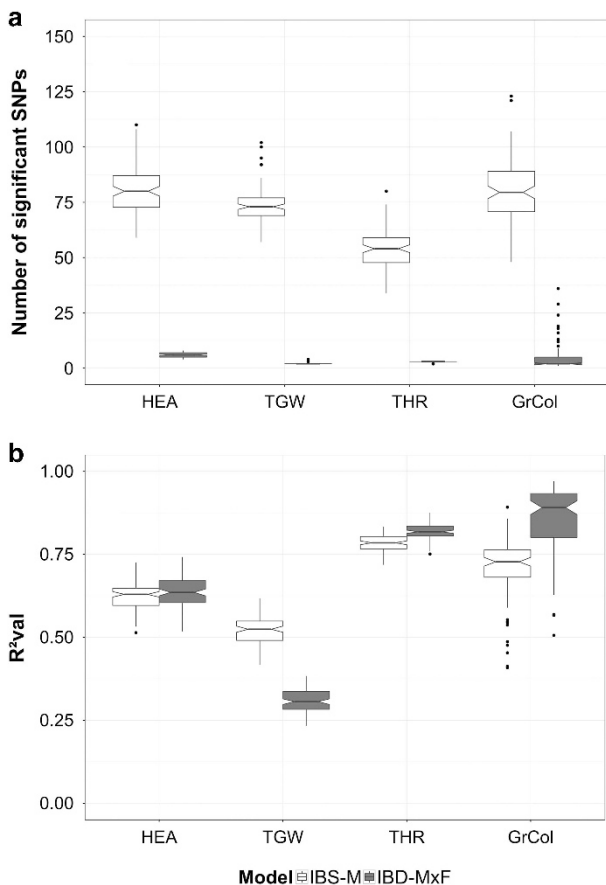 a
Number of significant SNPs
150
125
100
75
50
25
0
HEA TGW THR GrCol
b
R²val
1.00
0.75
0.50
0.25
0.00
HEA TGW THR GrCol
Model IBS-M IBD-MxF